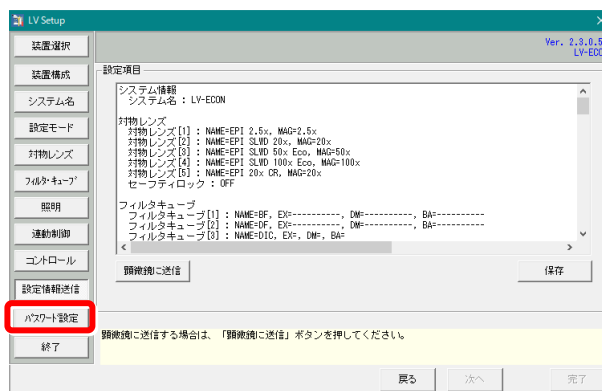 LV Setup
Ver. 2.3.0.5
LV-ECO
装置選択
装置構成
システム名
設定モード
対物レンズ
フィルタ・キューブ
照明
連動制御
コントロール
設定情報送信
パスワード設定
終了
設定項目
システム情報
システム名 : LV-ECON
対物レンズ
対物レンズ[1] : NAME=EPI 2.5x, MAG=2.5x
対物レンズ[2] : NAME=EPI SLWD 20x, MAG=20x
対物レンズ[3] : NAME=EPI SLWD 50x Eco, MAG=50x
対物レンズ[4] : NAME=EPI SLWD 100x Eco, MAG=100x
対物レンズ[5] : NAME=EPI 20x CR, MAG=20x
セーフティロック : OFF
フィルタキューブ
フィルタキューブ[1] : NAME=BF, EX=----------, DM=----------, BA=----------
フィルタキューブ[2] : NAME=DF, EX=----------, DM=----------, BA=----------
フィルタキューブ[3] : NAME=DIC, EX=, DM=, BA=
顕微鏡に送信
保存
顕微鏡に送信する場合は、「顕微鏡に送信」ボタンを押してください。
戻る
次へ
完了